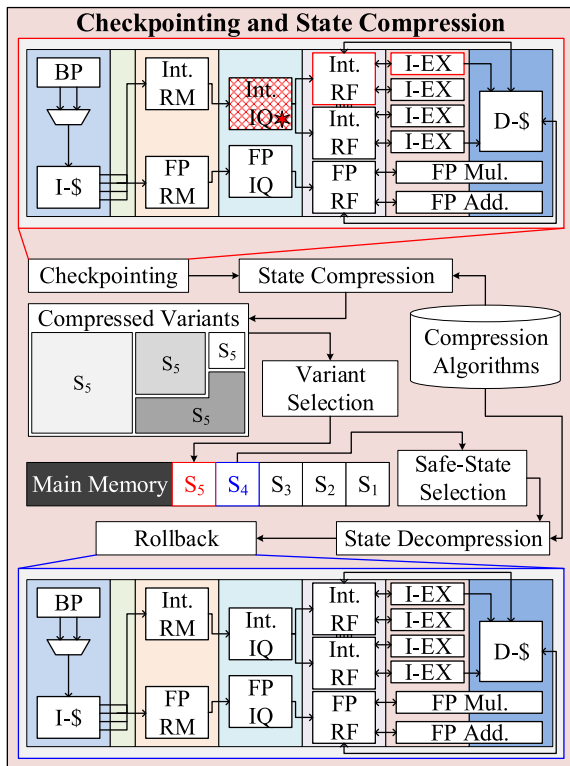 Checkpointing and State Compression
BP
I-$
Int.
RM
FP
RM
Int.
IQ
FP
IQ
Int.
RF
Int.
RF
FP
RF
I-EX
I-EX
I-EX
I-EX
FP Mul.
FP Add.
D-$
Checkpointing
State Compression
Compressed Variants
S5
S5
S5
S5
Variant
Selection
Compression
Algorithms
Main Memory
S5
S4
S3
S2
S1
Safe-State
Selection
Rollback
State Decompression
BP
I-$
Int.
RM
FP
RM
Int.
IQ
FP
IQ
Int.
RF
Int.
RF
FP
RF
I-EX
I-EX
I-EX
I-EX
FP Mul.
FP Add.
D-$